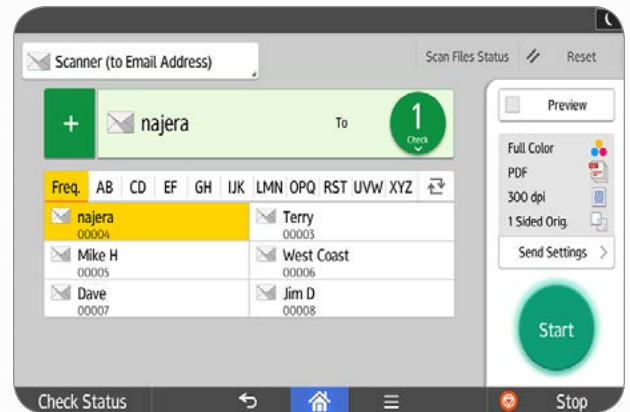 Scanner (to Email Address)
Scan Files Status
Reset
+ najera To 1
Check
Preview
Full Color
PDF
300 dpi
1 Sided Orig.
Send Settings >
Freq. AB CD EF GH IJK LMN OPQ RST UVW XYZ
najera
00004
Terry
00003
Mike H
00005
West Coast
00006
Dave
00007
Jim D
00008
Start
Check Status
Stop